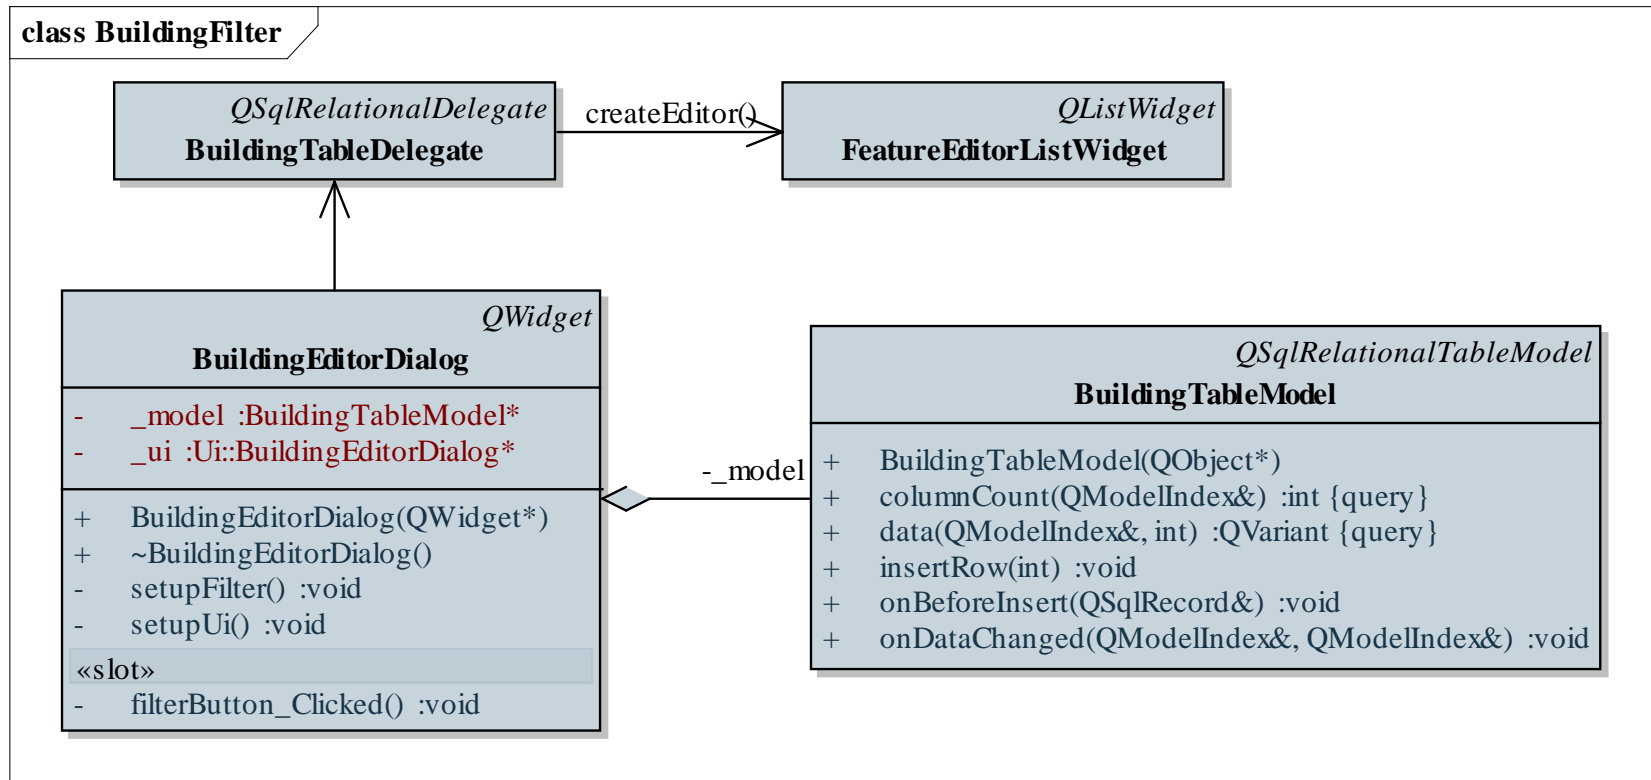 class BuildingFilter
QSqlRelationalDelegate
BuildingTableDelegate
createEditor()
QListWidget
FeatureEditorListWidget
QWidget
BuildingEditorDialog
- _model :BuildingTableModel*
- _ui :Ui::BuildingEditorDialog*
+ BuildingEditorDialog(QWidget*)
+ ~BuildingEditorDialog()
- setupFilter() :void
- setupUi() :void
«slot»
- filterButton_Clicked() :void
-_model
QSqlRelationalTableModel
BuildingTableModel
+ BuildingTableModel(QObject*)
+ columnCount(QModelIndex&) :int {query}
+ data(QModelIndex&, int) :QVariant {query}
+ insertRow(int) :void
+ onBeforeInsert(QSqlRecord&) :void
+ onDataChanged(QModelIndex&, QModelIndex&) :void